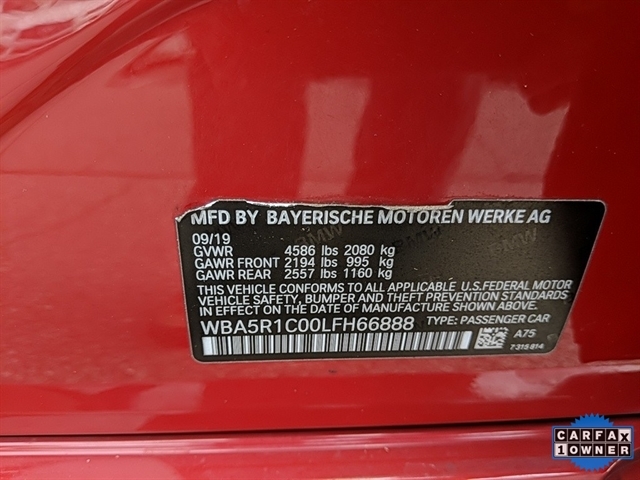 MFD BY BAYERISCHE MOTOREN WERKE AG
09/19
GVWR 4586 lbs 2080 kg
GAWR FRONT 2194 lbs 995 kg
GAWR REAR 2557 lbs 1160 kg
THIS VEHICLE CONFORMS TO ALL APPLICABLE U.S.FEDERAL MOTOR
VEHICLE SAFETY, BUMPER AND THEFT PREVENTION STANDARDS
IN EFFECT ON THE DATE OF MANUFACTURE SHOWN ABOVE.
WBA5R1C00LFH66888 TYPE: PASSENGER CAR
A75
7 315 814
CARFAX
1 OWNER